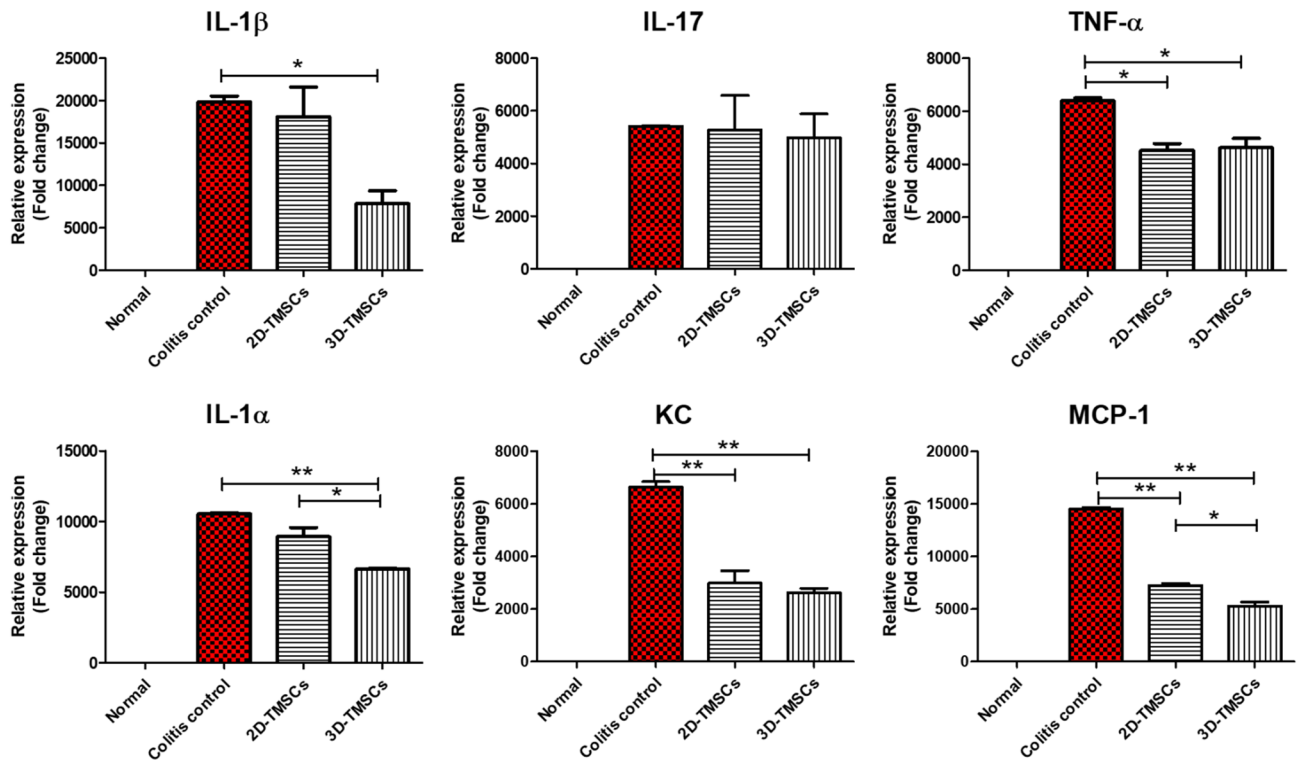 IL-1β
Relative expression
(Fold change)
25000
20000
15000
10000
5000
0
*
Normal
Colitis control
2D-TMSCs
3D-TMSCs
IL-17
Relative expression
(Fold change)
8000
6000
4000
2000
0
Normal
Colitis control
2D-TMSCs
3D-TMSCs
TNF-α
Relative expression
(Fold change)
8000
6000
4000
2000
0
*
*
Normal
Colitis control
2D-TMSCs
3D-TMSCs
IL-1α
Relative expression
(Fold change)
15000
10000
5000
0
**
*
Normal
Colitis control
2D-TMSCs
3D-TMSCs
KC
Relative expression
(Fold change)
8000
6000
4000
2000
0
**
**
Normal
Colitis control
2D-TMSCs
3D-TMSCs
MCP-1
Relative expression
(Fold change)
20000
15000
10000
5000
0
**
**
*
Normal
Colitis control
2D-TMSCs
3D-TMSCs